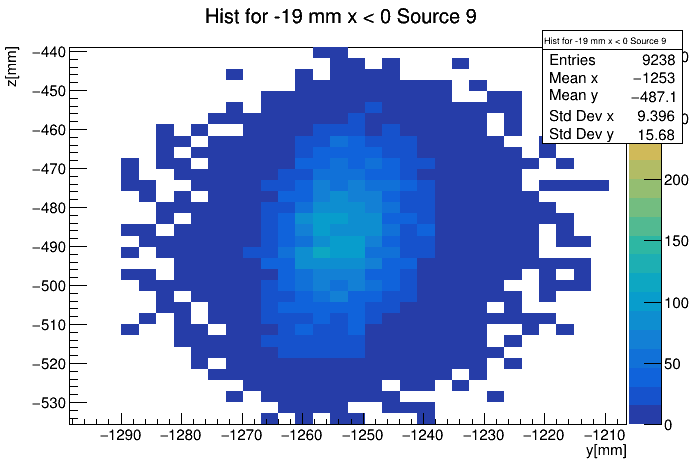 Hist for -19 mm x < 0 Source 9
z[mm]
−440
−450
−460
−470
−480
−490
−500
−510
−520
−530
Hist for -19 mm x < 0 Source 9
Entries 9238
Mean x −1253
Mean y −487.1
Std Dev x 9.396
Std Dev y 15.68
0
0
200
150
100
50
0
−1290 −1280 −1270 −1260 −1250 −1240 −1230 −1220 −1210
y[mm]